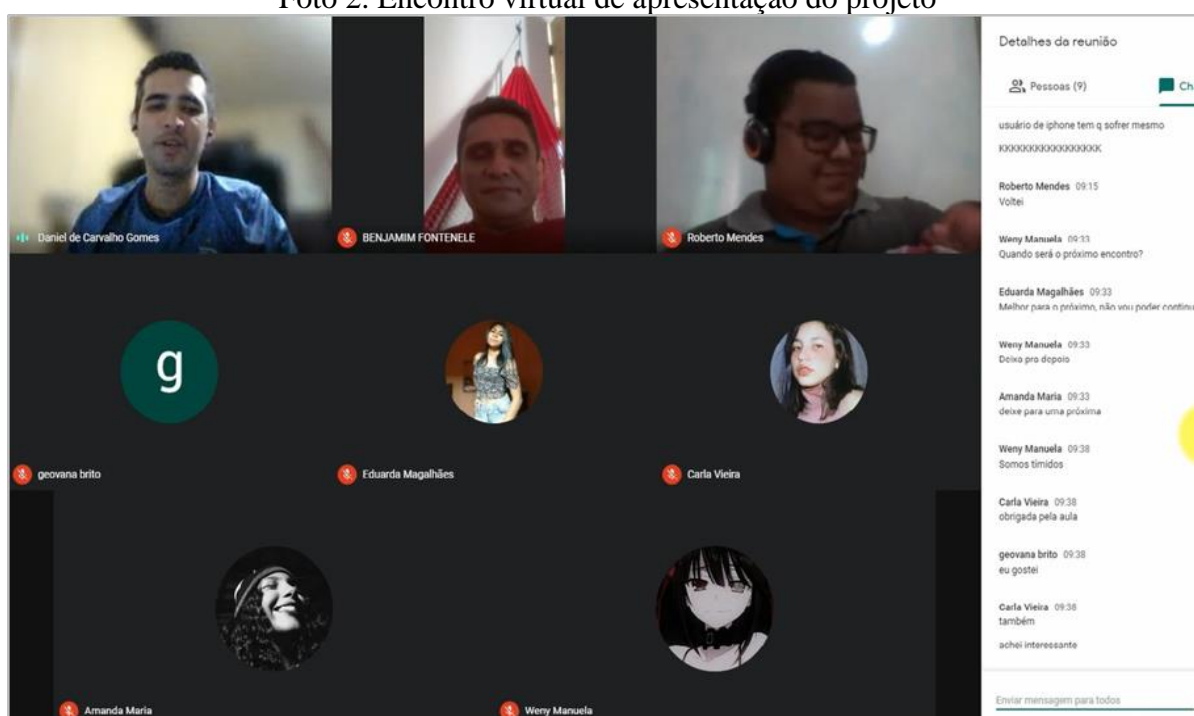 Foto 2: Encontro virtual de apresentação do projeto
Daniel de Carvalho Gomes
BENJAMIM FONTENELE
Roberto Mendes
g
geovana brito
Eduarda Magalhães
Carla Vieira
Amanda Maria
Weny Manuela
Detalhes da reunião
Pessoas (9)
Ch
usuário de iphone tem q sofrer mesmo
KKKKKKKKKKKKKKKKK
Roberto Mendes 09:15
Voltei
Weny Manuela 09:33
Quando será o próximo encontro?
Eduarda Magalhães 09:33
Melhor para o próximo, não vou poder continu
Weny Manuela 09:33
Deixa pro depois
Amanda Maria 09:33
deixe para uma próxima
Weny Manuela 09:38
Somos tímidos
Carla Vieira 09:38
obrigada pela aula
geovana brito 09:38
eu gostei
Carla Vieira 09:38
também
achei interessante
Enviar mensagem para todos